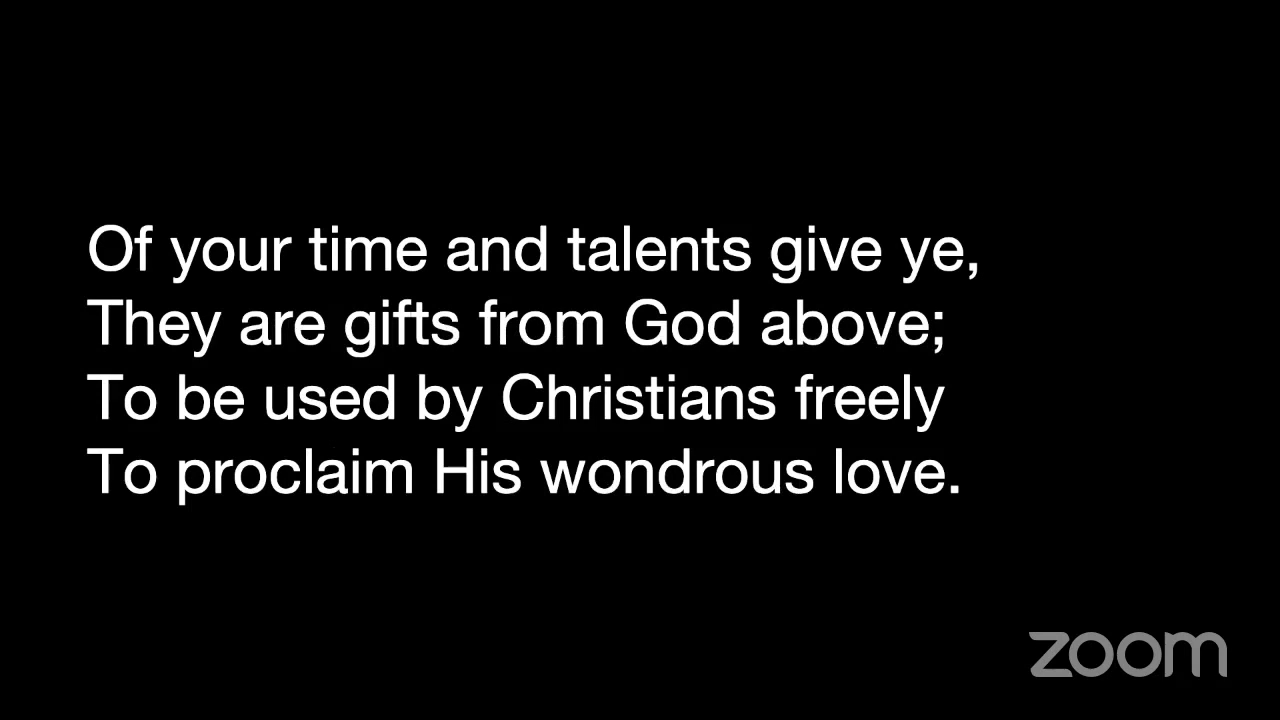 Of your time and talents give ye,
They are gifts from God above;
To be used by Christians freely
To proclaim His wondrous love.
zoom